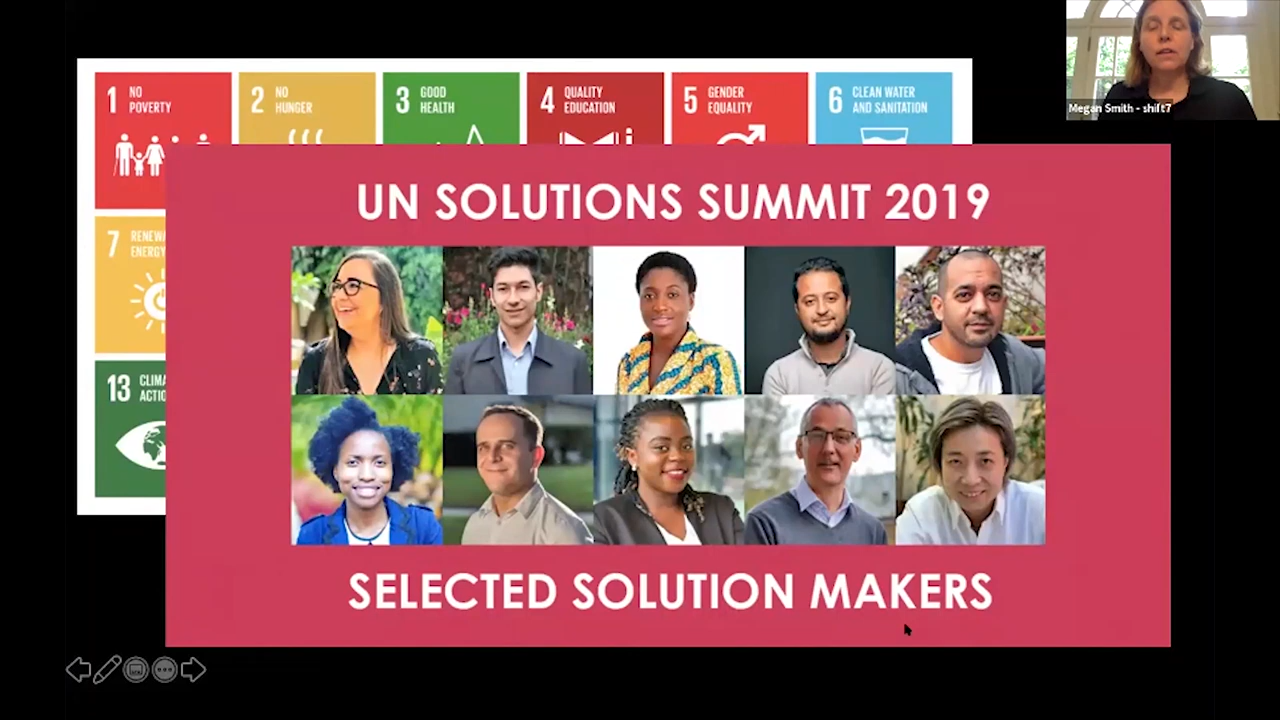 1 NO
POVERTY
2 NO
HUNGER
3 GOOD
HEALTH
4 QUALITY
EDUCATION
5 GENDER
EQUALITY
6 CLEAN WATER
AND SANITATION
Megan Smith - shift7
UN SOLUTIONS SUMMIT 2019
7
13
SELECTED SOLUTION MAKERS